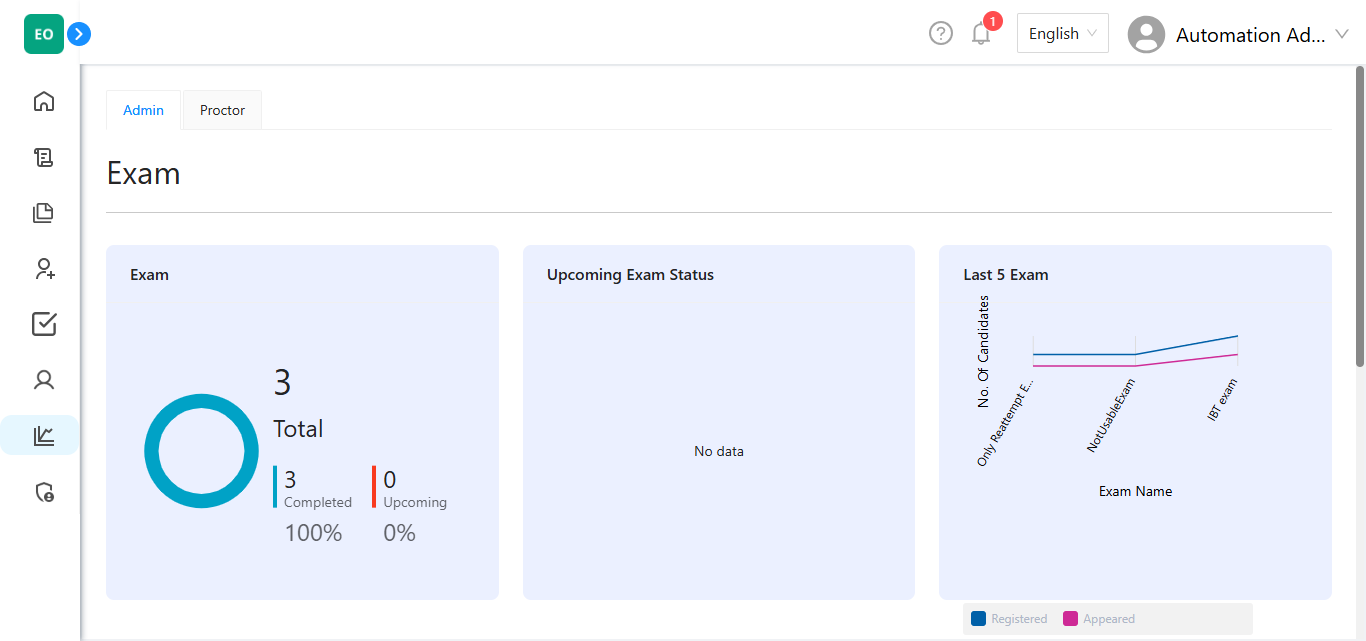 EO
1
English
Automation Ad...
Admin
Proctor
Exam
Exam
3
Total
3
Completed
100%
0
Upcoming
0%
Upcoming Exam Status
No data
Last 5 Exam
No. Of Candidates
Only Reattempt E...
NotUsableExam
IBT exam
Exam Name
Registered
Appeared